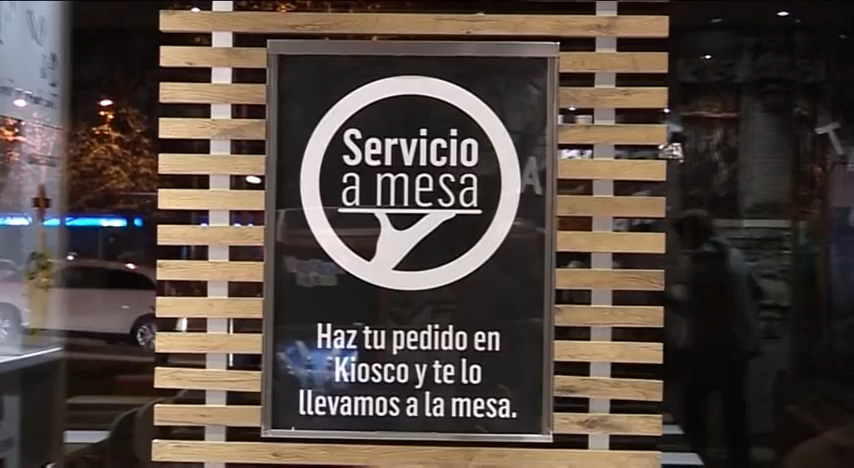 Servicio
a mesa
Haz tu pedido en
Kiosco y te lo
llevamos a la mesa.